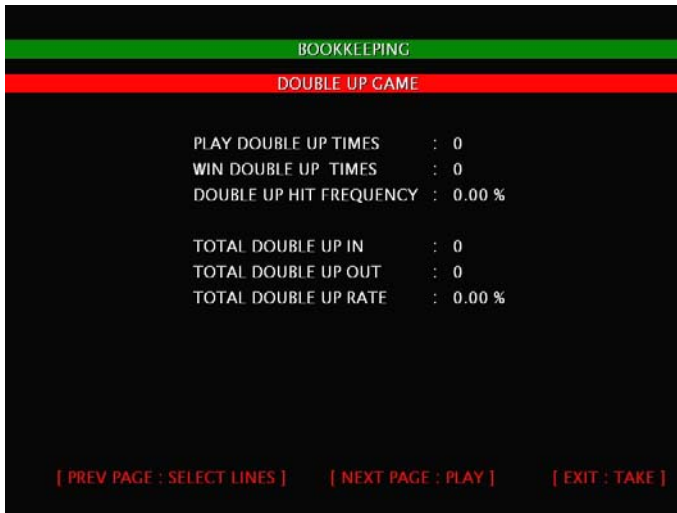 BOOKKEEPING
DOUBLE UP GAME
PLAY DOUBLE UP TIMES : 0
WIN DOUBLE UP TIMES : 0
DOUBLE UP HIT FREQUENCY : 0.00 %
TOTAL DOUBLE UP IN : 0
TOTAL DOUBLE UP OUT : 0
TOTAL DOUBLE UP RATE : 0.00 %
[ PREV PAGE : SELECT LINES ] [ NEXT PAGE : PLAY ] [ EXIT : TAKE ]